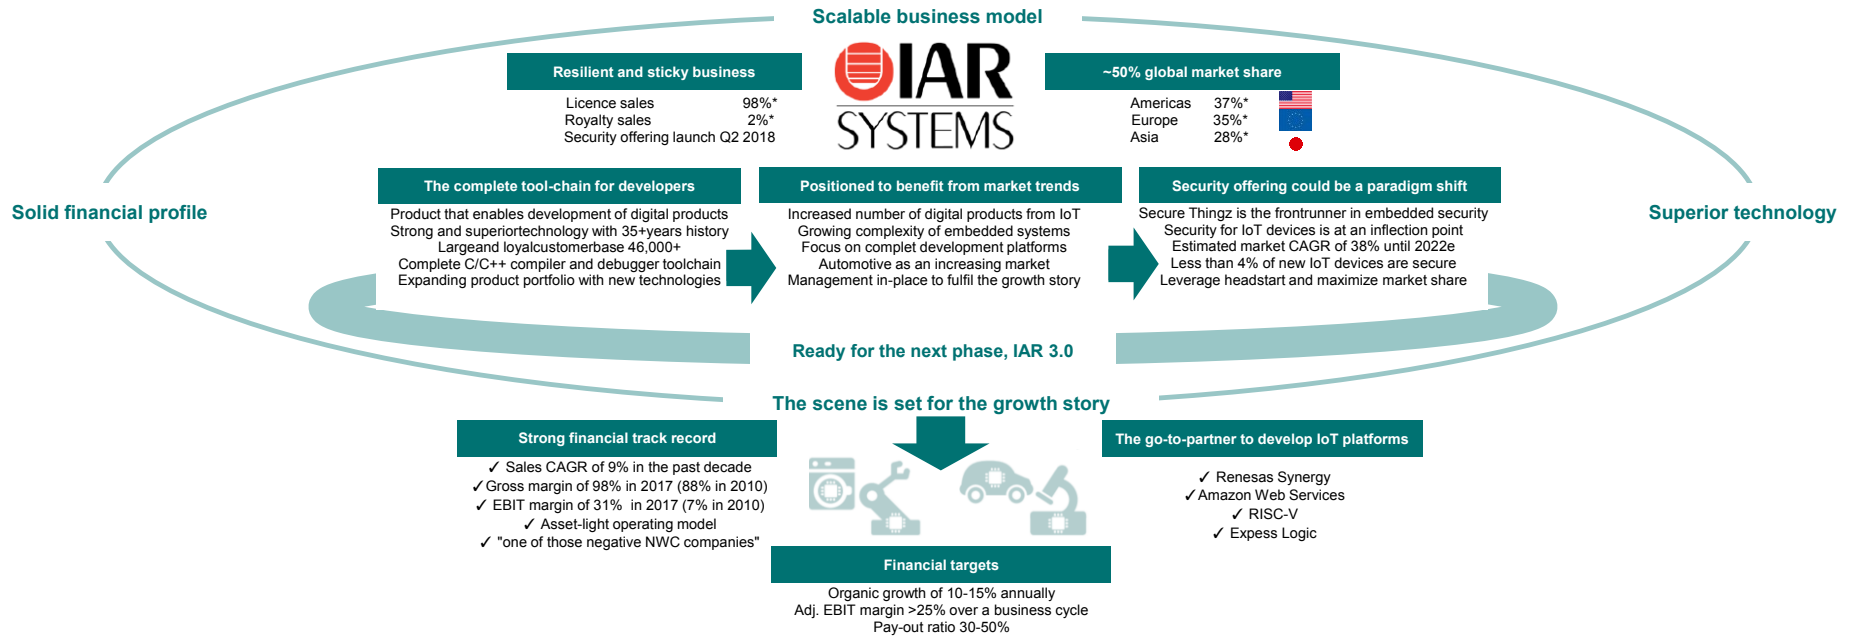 Scalable business model
IAR
SYSTEMS
Resilient and sticky business
Licence sales 98%*
Royalty sales 2%*
Security offering launch Q2 2018
~50% global market share
Americas 37%*
Europe 35%*
Asia 28%*
Solid financial profile
Superior technology
The complete tool-chain for developers
Product that enables development of digital products
Strong and superiortechnology with 35+years history
Largeand loyalcustomerbase 46,000+
Complete C/C++ compiler and debugger toolchain
Expanding product portfolio with new technologies
Positioned to benefit from market trends
Increased number of digital products from IoT
Growing complexity of embedded systems
Focus on complet development platforms
Automotive as an increasing market
Management in-place to fulfil the growth story
Security offering could be a paradigm shift
Secure Thingz is the frontrunner in embedded security
Security for IoT devices is at an inflection point
Estimated market CAGR of 38% until 2022e
Less than 4% of new IoT devices are secure
Leverage headstart and maximize market share
Ready for the next phase, IAR 3.0
The scene is set for the growth story
Strong financial track record
✓ Sales CAGR of 9% in the past decade
✓Gross margin of 98% in 2017 (88% in 2010)
✓ EBIT margin of 31% in 2017 (7% in 2010)
✓ Asset-light operating model
✓ "one of those negative NWC companies"
The go-to-partner to develop IoT platforms
✓ Renesas Synergy
✓Amazon Web Services
✓ RISC-V
✓ Expess Logic
Financial targets
Organic growth of 10-15% annually
Adj. EBIT margin >25% over a business cycle
Pay-out ratio 30-50%